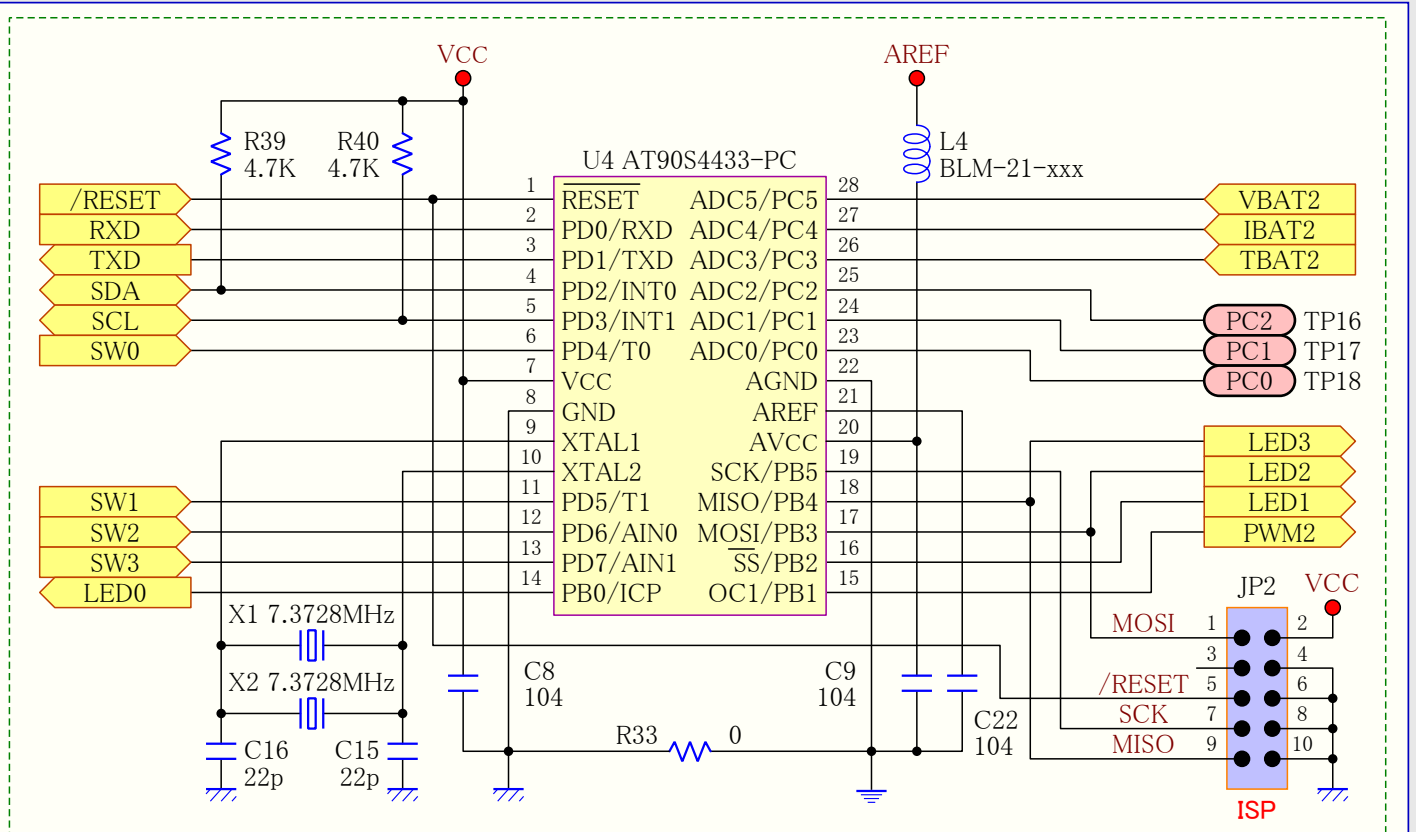 VCC
AREF
R39
4.7K
R40
4.7K
L4
BLM-21-xxx
U4 AT90S4433-PC
/RESET
RXD
TXD
SDA
SCL
SW0
SW1
SW2
SW3
LED0
1 RESET
2 PD0/RXD
3 PD1/TXD
4 PD2/INT0
5 PD3/INT1
6 PD4/T0
7 VCC
8 GND
9 XTAL1
10 XTAL2
11 PD5/T1
12 PD6/AIN0
13 PD7/AIN1
14 PB0/ICP
ADC5/PC5 28
ADC4/PC4 27
ADC3/PC3 26
ADC2/PC2 25
ADC1/PC1 24
ADC0/PC0 23
AGND 22
AREF 21
AVCC 20
SCK/PB5 19
MISO/PB4 18
MOSI/PB3 17
SS/PB2 16
OC1/PB1 15
VBAT2
IBAT2
TBAT2
PC2 TP16
PC1 TP17
PC0 TP18
LED3
LED2
LED1
PWM2
X1 7.3728MHz
X2 7.3728MHz
C16
22p
C15
22p
C8
104
R33 0
C9
104
C22
104
JP2
VCC
MOSI 1 2
3 4
/RESET 5 6
SCK 7 8
MISO 9 10
ISP